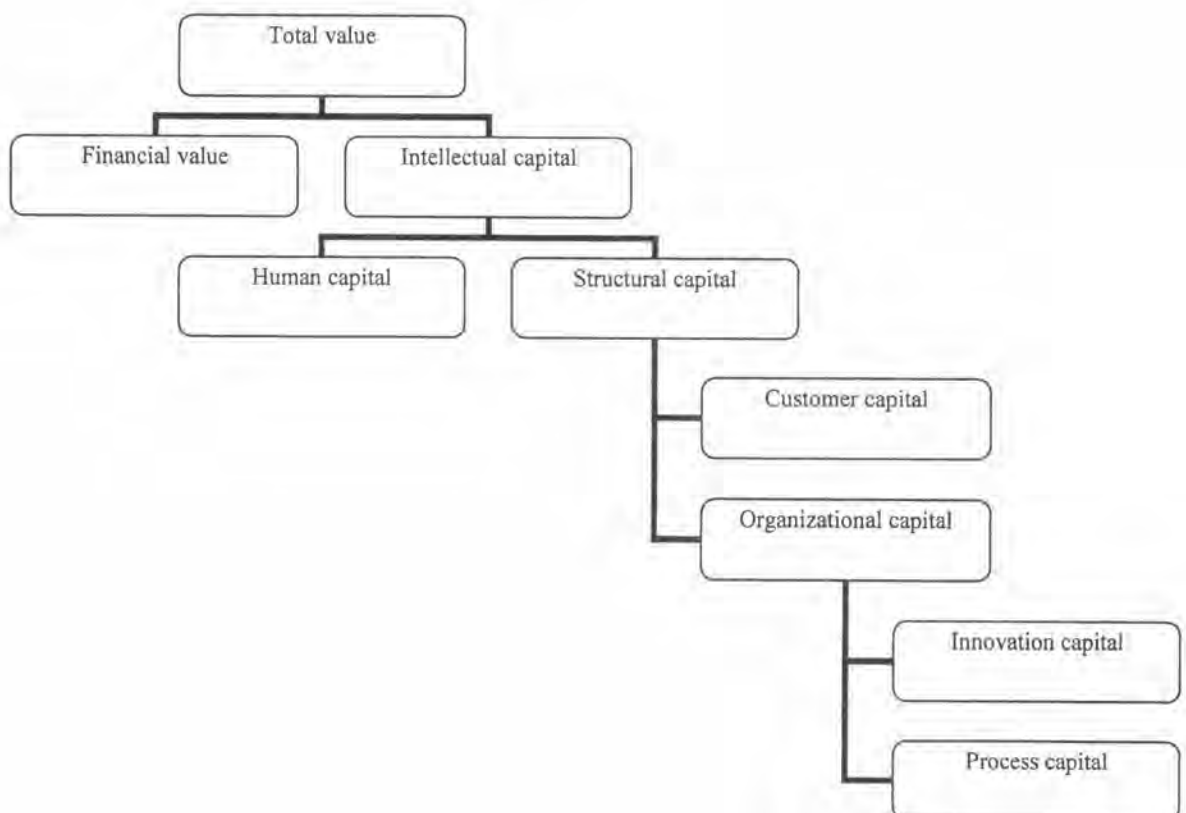 Total value
Financial value
Intellectual capital
Human capital
Structural capital
Customer capital
Organizational capital
Innovation capital
Process capital